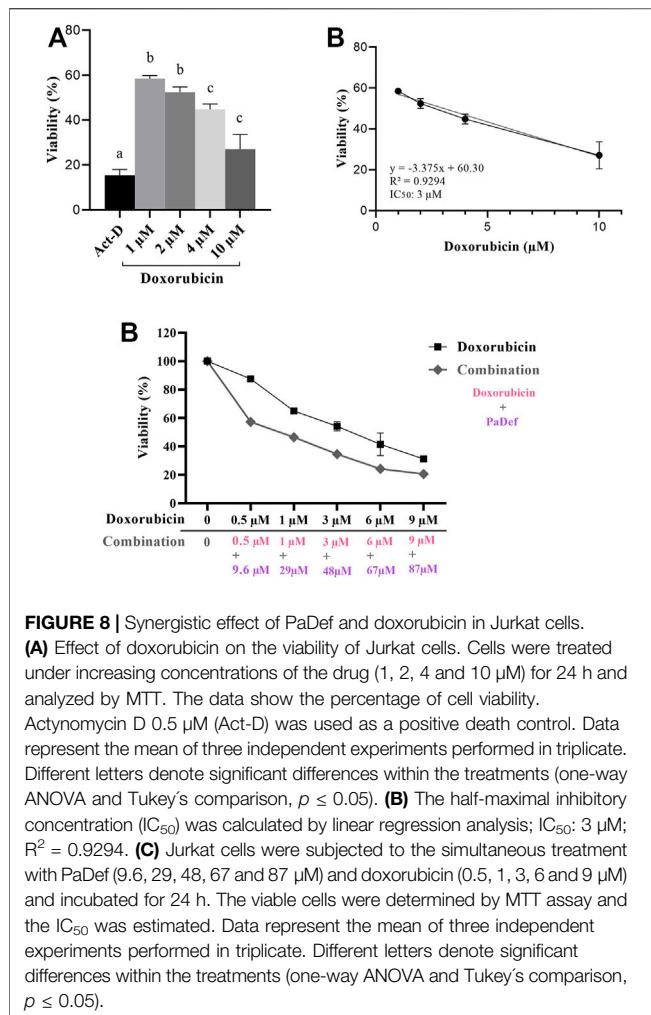 A
Viability (%)
80
60
40
20
0
a
b
b
c
c
Act-D
1 µM
2 µM
4 µM
10 µM
Doxorubicin
B
Viability (%)
80
60
40
20
0
y = -3.375x + 60.30
R² = 0.9294
IC50: 3 µM
5
10
Doxorubicin (µM)
B
Viability (%)
120
100
80
60
40
20
0
Doxorubicin
Combination
Doxorubicin
+
PaDef
Doxorubicin 0 0.5 µM 1 µM 3 µM 6 µM 9 µM
Combination 0 0.5 µM 1 µM 3 µM 6 µM 9 µM
+ + + + +
9.6 µM 29µM 48µM 67µM 87µM
FIGURE 8 | Synergistic effect of PaDef and doxorubicin in Jurkat cells.
(A) Effect of doxorubicin on the viability of Jurkat cells. Cells were treated
under increasing concentrations of the drug (1, 2, 4 and 10 µM) for 24 h and
analyzed by MTT. The data show the percentage of cell viability.
Actynomycin D 0.5 µM (Act-D) was used as a positive death control. Data
represent the mean of three independent experiments performed in triplicate.
Different letters denote significant differences within the treatments (one-way
ANOVA and Tukey´s comparison, p ≤ 0.05). (B) The half-maximal inhibitory
concentration (IC50) was calculated by linear regression analysis; IC50: 3 µM;
R² = 0.9294. (C) Jurkat cells were subjected to the simultaneous treatment
with PaDef (9.6, 29, 48, 67 and 87 µM) and doxorubicin (0.5, 1, 3, 6 and 9 µM)
and incubated for 24 h. The viable cells were determined by MTT assay and
the IC50 was estimated. Data represent the mean of three independent
experiments performed in triplicate. Different letters denote significant
differences within the treatments (one-way ANOVA and Tukey´s comparison,
p ≤ 0.05).